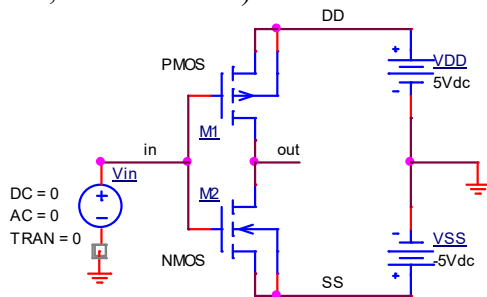 DD
PMOS
+
VDD
-
5Vdc
M1
in
out
Vin
M2
DC = 0
AC = 0
TRAN = 0
+
−
-
VSS
-5Vdc
+
NMOS
SS